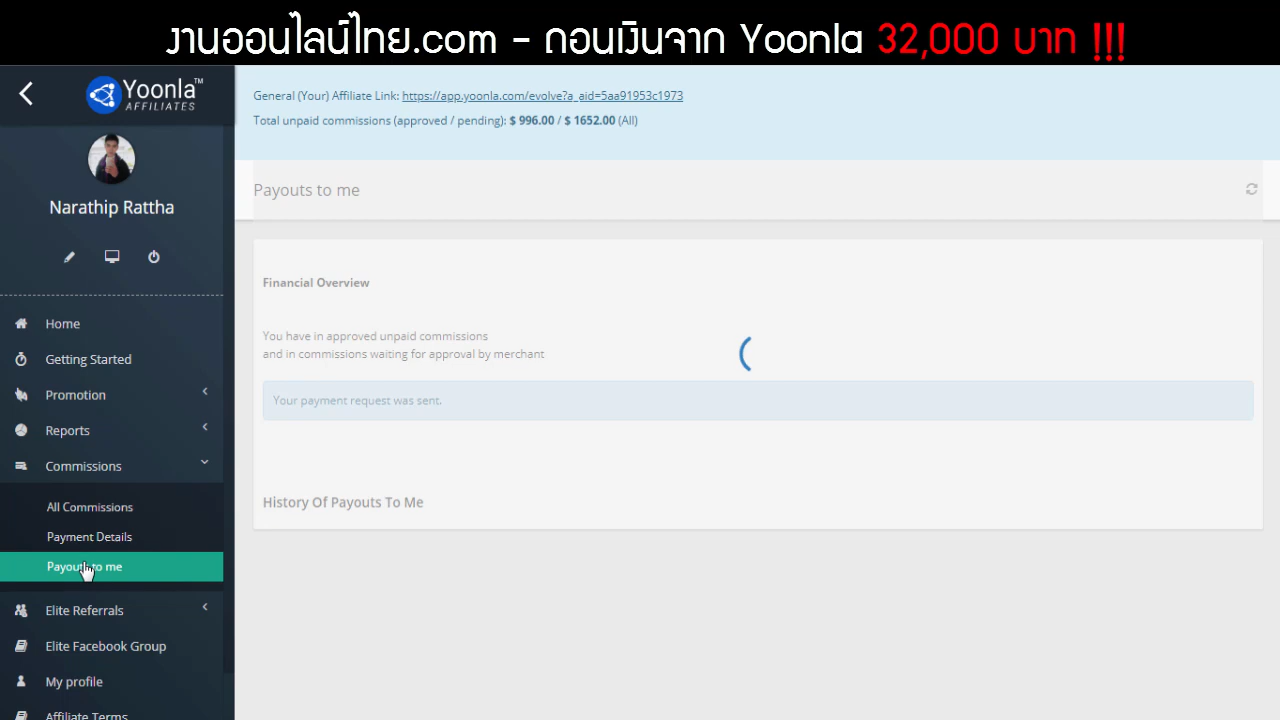 งานออนไลน์ไทย.com - ถอนเงินจาก Yoonla 32,000 บาท !!!
Yoonla™
AFFILIATES
Narathip Rattha
Home
Getting Started
Promotion
Reports
Commissions
All Commissions
Payment Details
Payouts to me
Elite Referrals
Elite Facebook Group
My profile
Affiliate Terms
General (Your) Affiliate Link: https://app.yoonla.com/evolve?a_aid=5aa91953c1973
Total unpaid commissions (approved / pending): $ 996.00 / $ 1652.00 (All)
Payouts to me
Financial Overview
You have in approved unpaid commissions
and in commissions waiting for approval by merchant
Your payment request was sent.
History Of Payouts To Me